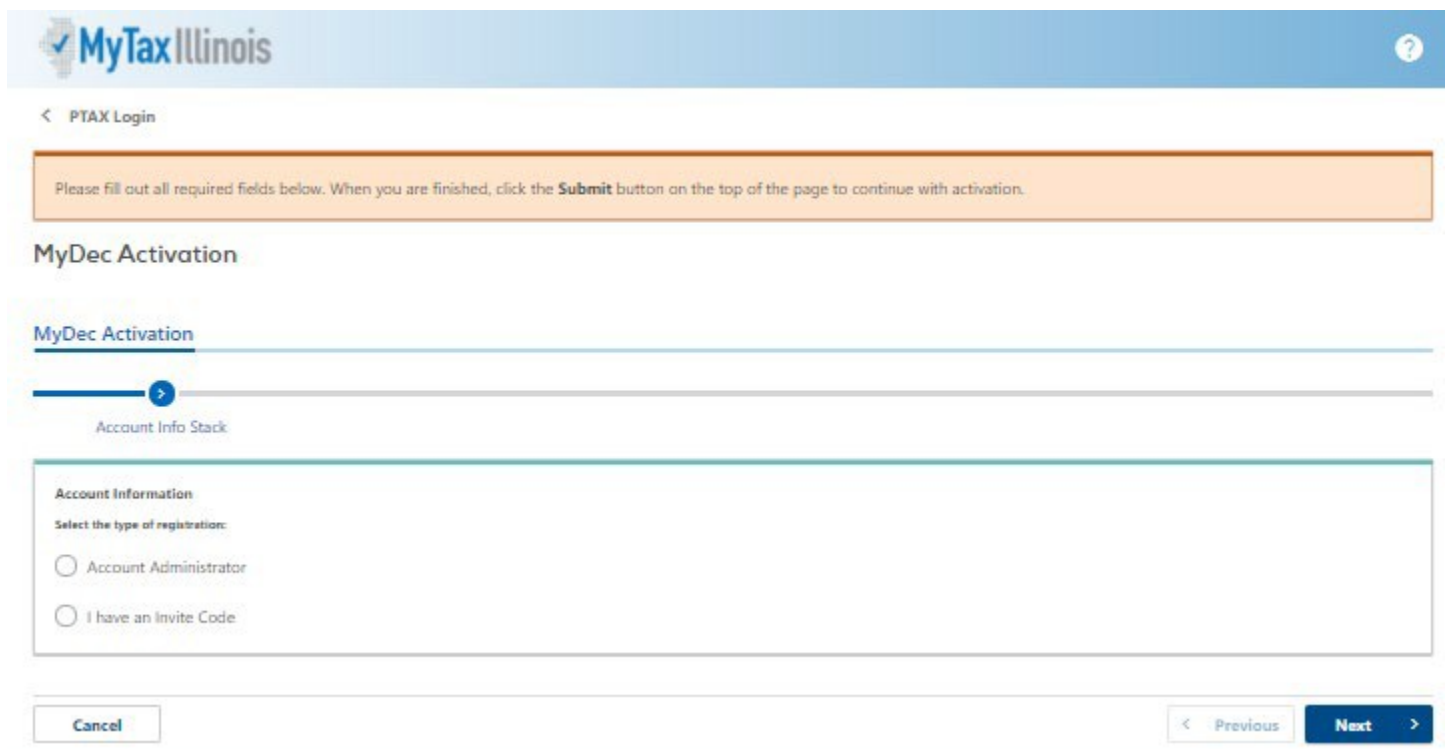 MyTax Illinois
?
PTAX Login
Please fill out all required fields below. When you are finished, click the Submit button on the top of the page to continue with activation.
MyDec Activation
MyDec Activation
Account Info Stack
Account Information
Select the type of registration:
Account Administrator
I have an Invite Code
Cancel
Previous
Next